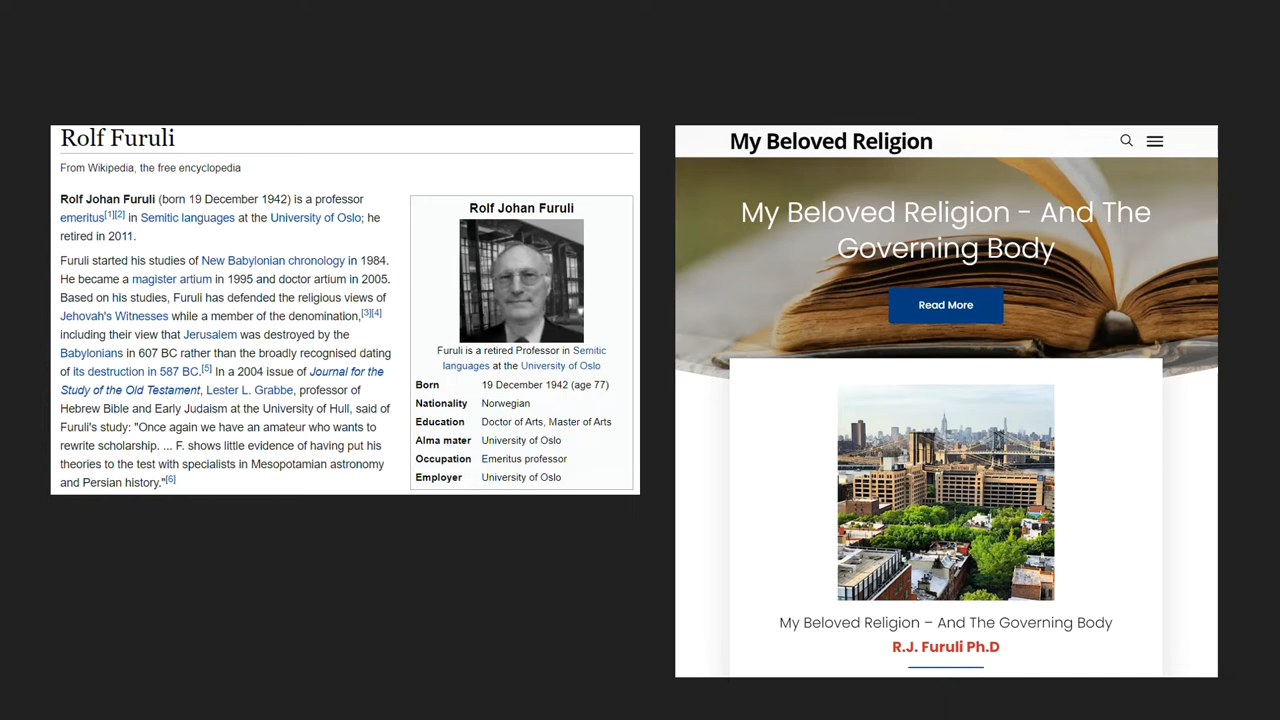 Rolf Furuli
From Wikipedia, the free encyclopedia
Rolf Johan Furuli (born 19 December 1942) is a professor
emeritus[1][2] in Semitic languages at the University of Oslo; he
retired in 2011.
Furuli started his studies of New Babylonian chronology in 1984.
He became a magister artium in 1995 and doctor artium in 2005.
Based on his studies, Furuli has defended the religious views of
Jehovah's Witnesses while a member of the denomination,[3][4]
including their view that Jerusalem was destroyed by the
Babylonians in 607 BC rather than the broadly recognised dating
of its destruction in 587 BC.[5] In a 2004 issue of Journal for the
Study of the Old Testament, Lester L. Grabbe, professor of
Hebrew Bible and Early Judaism at the University of Hull, said of
Furuli's study: "Once again we have an amateur who wants to
rewrite scholarship. ... F. shows little evidence of having put his
theories to the test with specialists in Mesopotamian astronomy
and Persian history."[6]
Rolf Johan Furuli
Furuli is a retired Professor in Semitic
languages at the University of Oslo
Born 19 December 1942 (age 77)
Nationality Norwegian
Education Doctor of Arts, Master of Arts
Alma mater University of Oslo
Occupation Emeritus professor
Employer University of Oslo
My Beloved Religion
My Beloved Religion - And The
Governing Body
Read More
My Beloved Religion – And The Governing Body
R.J. Furuli Ph.D